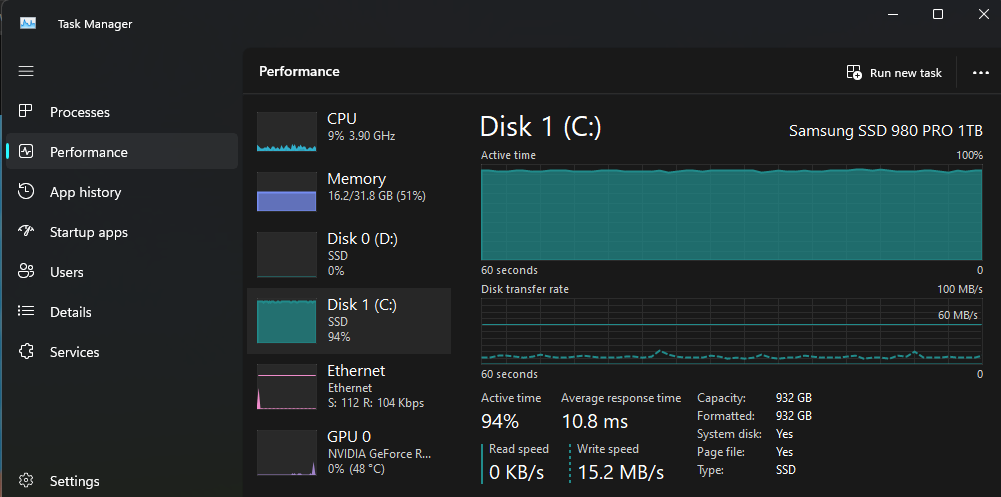 Task Manager
Performance
Run new task
Processes
Performance
App history
Startup apps
Users
Details
Services
Settings
CPU
9% 3.90 GHz
Memory
16.2/31.8 GB (51%)
Disk 0 (D:)
SSD
0%
Disk 1 (C:)
SSD
94%
Ethernet
Ethernet
S: 112 R: 104 Kbps
GPU 0
NVIDIA GeForce R...
0% (48 °C)
Disk 1 (C:)
Samsung SSD 980 PRO 1TB
Active time 100%
60 seconds 0
Disk transfer rate 100 MB/s
60 MB/s
60 seconds 0
Active time
94%
Average response time
10.8 ms
Read speed
0 KB/s
Write speed
15.2 MB/s
Capacity: 932 GB
Formatted: 932 GB
System disk: Yes
Page file: Yes
Type: SSD